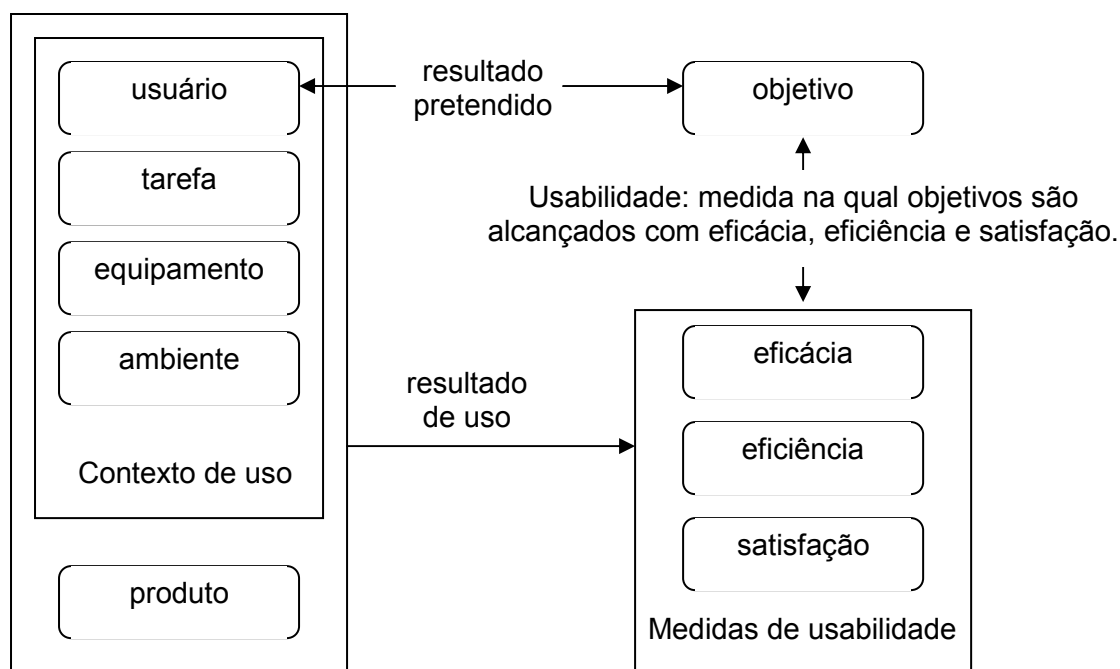 usuário
resultado
pretendido
objetivo
tarefa
Usabilidade: medida na qual objetivos são
alcançados com eficácia, eficiência e satisfação.
equipamento
ambiente
Contexto de uso
produto
resultado
de uso
eficácia
eficiência
satisfação
Medidas de usabilidade